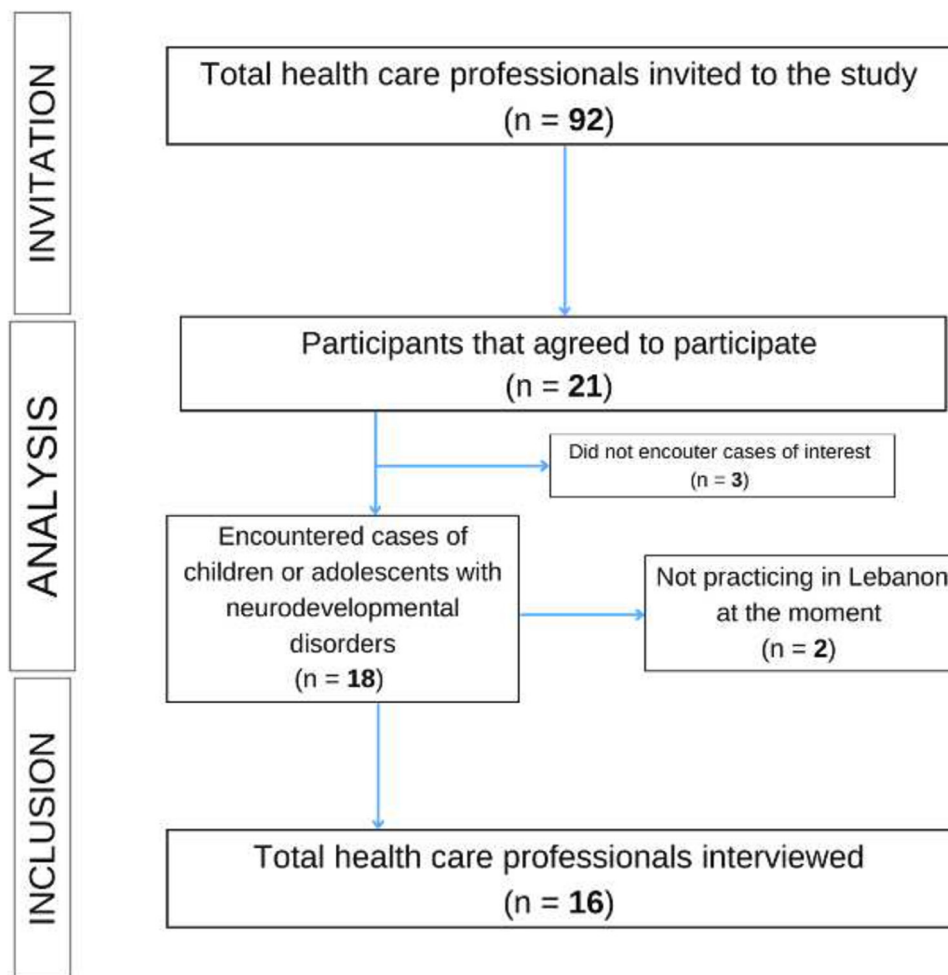 INVITATION
Total health care professionals invited to the study
(n = 92)
ANALYSIS
Participants that agreed to participate
(n = 21)
Did not encouter cases of interest
(n = 3)
Encountered cases of
children or adolescents with
neurodevelopmental
disorders
(n = 18)
Not practicing in Lebanon
at the moment
(n = 2)
INCLUSION
Total health care professionals interviewed
(n = 16)